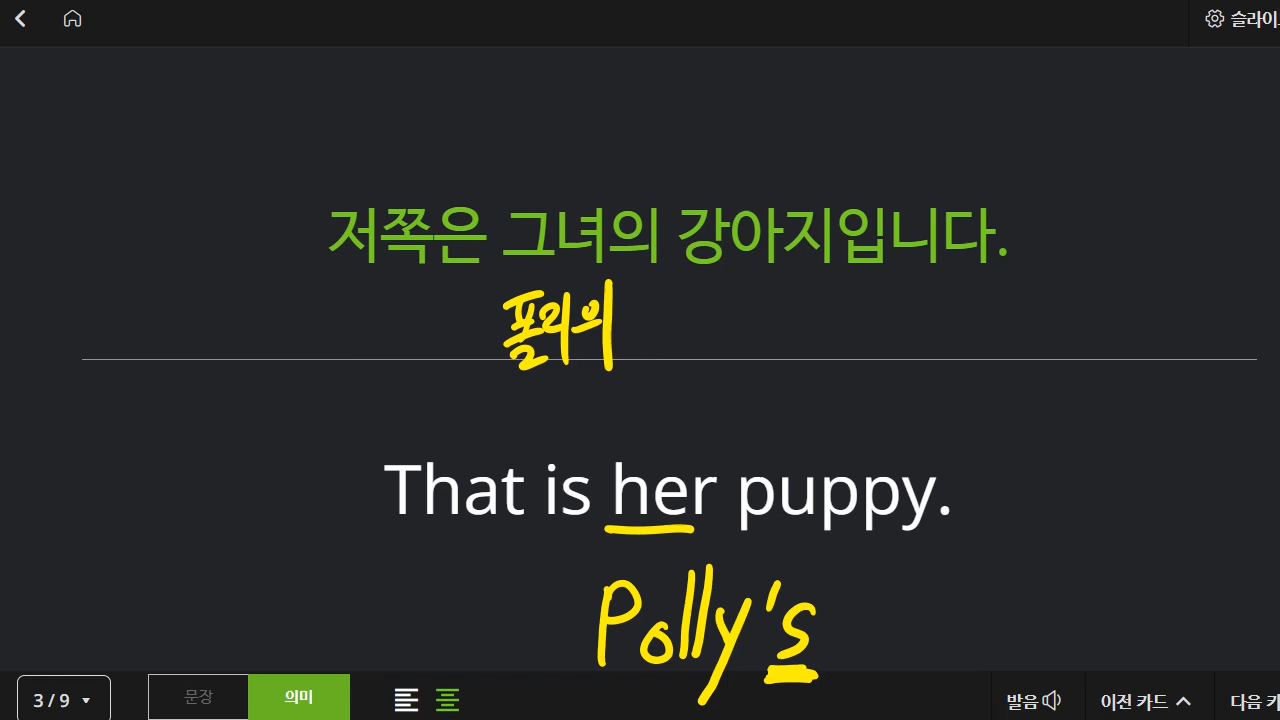 슬라이
저쪽은 그녀의 강아지입니다.
폴리의
That is her puppy.
Polly's
3 / 9 문장 의미 발음 이전 카드 다음